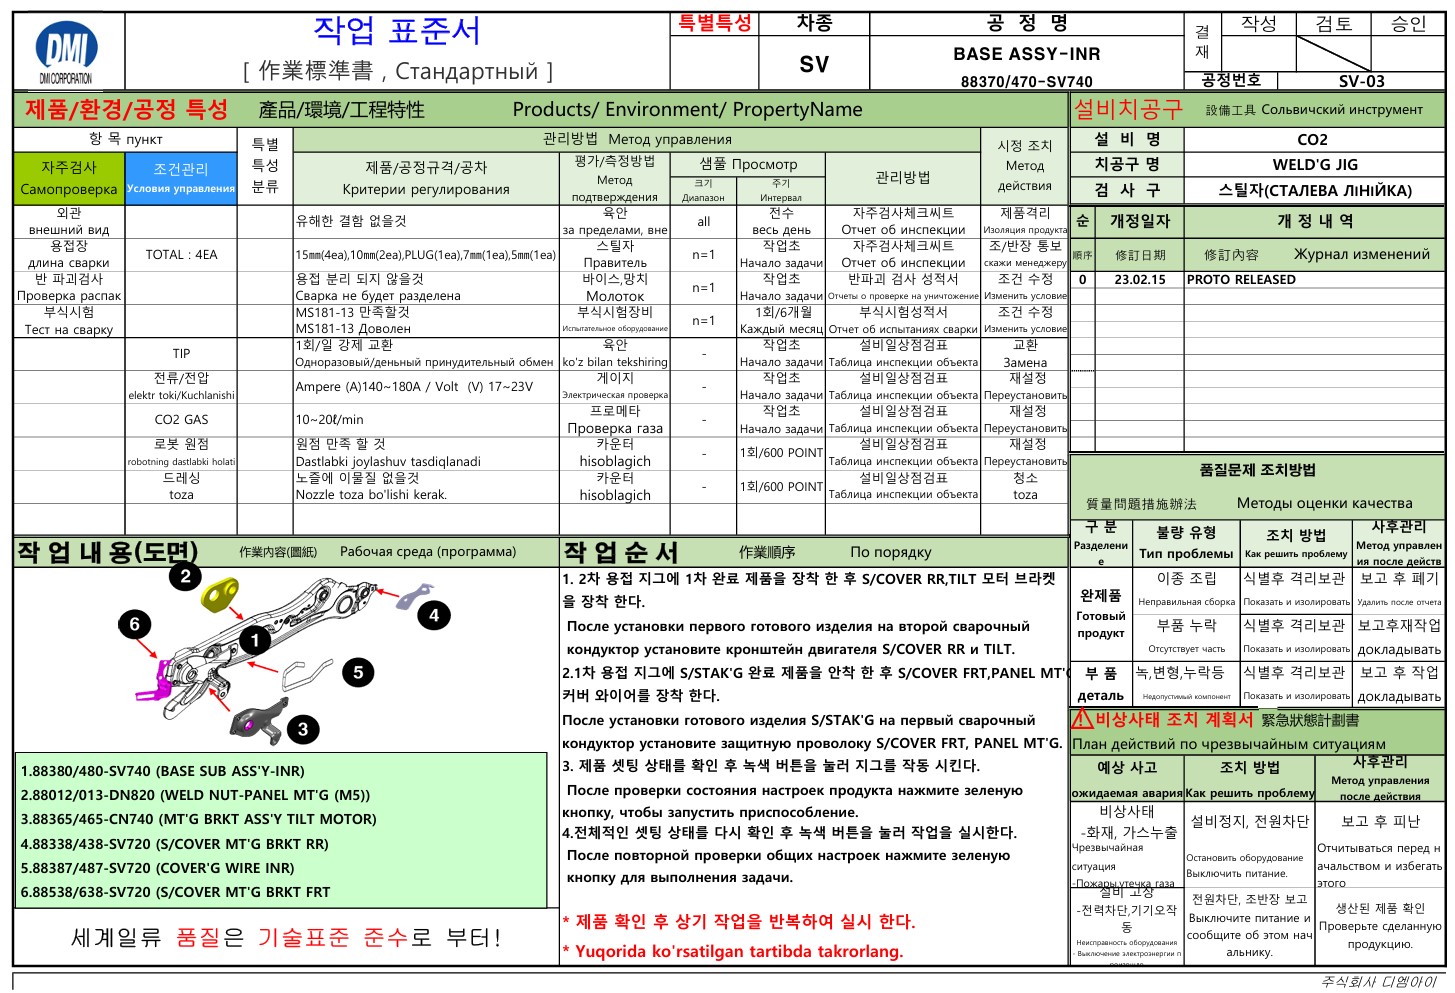 DMI
DMI CORPORATION
작업 표준서
[ 作業標準書 , Стандартный ]
특별특성
차종
SV
공 정 명
BASE ASSY-INR
88370/470-SV740
결재
작성
검토
승인
공정번호
SV-03
제품/환경/공정 특성 產品/環境/工程特性 Products/ Environment/ PropertyName
항 목 пункт
자주검사
Самопроверка
조건관리
Условия управления
특별
특성
분류
관리방법 Метод управления
제품/공정규격/공차
Критерии регулирования
평가/측정방법
Метод
подтверждения
샘풀 Просмотр
크기
Диапазон
주기
Интервал
관리방법
시정 조치
Метод
действия
외관
внешний вид
유해한 결함 없을것
육안
за пределами, вне
all
전수
весь день
자주검사체크씨트
Отчет об инспекции
제품격리
Изоляция продукта
용접장
длина сварки
TOTAL : 4EA
15㎜(4ea),10mm(2ea),PLUG(1ea),7mm(1ea),5mm(1ea)
스틸자
Правитель
n=1
작업초
Начало задачи
자주검사체크씨트
Отчет об инспекции
조/반장 통보
скажи менеджеру
반 파괴검사
Проверка распак
용접 분리 되지 않을것
Сварка не будет разделена
바이스,망치
Молоток
n=1
작업초
Начало задачи
반파괴 검사 성적서
Отчеты о проверке на уничтожение
조건 수정
Изменить условие
부식시험
Тест на сварку
MS181-13 만족할것
MS181-13 Доволен
부식시험장비
Испытательное оборудование
n=1
1회/6개월
Каждый месяц
부식시험성적서
Отчет об испытаниях сварки
조건 수정
Изменить условие
TIP
1회/일 강제 교환
Одноразовый/деньный принудительный обмен
육안
ko'z bilan tekshiring
-
작업초
Начало задачи
설비일상점검표
Таблица инспекции объекта
교환
Замена
전류/전압
elektr toki/Kuchlanishi
Ampere (A)140~180A / Volt (V) 17~23V
게이지
Электрическая проверка
-
작업초
Начало задачи
설비일상점검표
Таблица инспекции объекта
재설정
Переустановить
CO2 GAS
10~20ℓ/min
프로메타
Проверка газа
-
작업초
Начало задачи
설비일상점검표
Таблица инспекции объекта
재설정
Переустановить
로봇 원점
robotning dastlabki holati
원점 만족 할 것
Dastlabki joylashuv tasdiqlanadi
카운터
hisoblagich
-
1회/600 POINT
설비일상점검표
Таблица инспекции объекта
재설정
Переустановить
드레싱
toza
노즐에 이물질 없을것
Nozzle toza bo'lishi kerak.
카운터
hisoblagich
-
1회/600 POINT
설비일상점검표
Таблица инспекции объекта
청소
toza
설비치공구 設備工具 Сольвичский инструмент
설 비 명
CO2
치공구 명
WELD'G JIG
검 사 구
스틸자(СТАЛЕВА ЛІНІЙКА)
순
개정일자
개 정 내 역
順序
修訂日期
修訂內容 Журнал изменений
0
23.02.15
PROTO RELEASED
품질문제 조치방법
質量問題措施辦法 Методы оценки качества
구 분
Разделени
е
불량 유형
Тип проблемы
조치 방법
Как решить проблему
사후관리
Метод управлен
ия после действ
완제품
Готовый
продукт
이종 조립
Неправильная сборка
식별후 격리보관
Показать и изолировать
보고 후 폐기
Удалить после отчета
부품 누락
Отсутствует часть
식별후 격리보관
Показать и изолировать
보고후재작업
докладывать
부 품
деталь
녹,변형,누락등
Недопустимый компонент
식별후 격리보관
Показать и изолировать
보고 후 작업
докладывать
비상사태 조치 계획서 緊急狀態計劃書
План действий по чрезвычайным ситуациям
예상 사고
ожидаемая авария
조치 방법
Как решить проблему
사후관리
Метод управления
после действия
비상사태
-화재, 가스누출
Чрезвычайная
ситуация
-Пожары,утечка газа
설비정지, 전원차단
Остановить оборудование
Выключить питание.
보고 후 피난
Отчитываться перед н
ачальством и избегать
этого
설비 고장
-전력차단,기기오작
동
Неисправность оборудования
- Выключение электроэнергии п
전원차단, 조반장 보고
Выключите питание и
сообщите об этом нач
альнику.
생산된 제품 확인
Проверьте сделанную
продукцию.
작 업 내 용(도면) 作業內容(圖紙) Рабочая среда (программа)
2
4
6
1
5
3
1.88380/480-SV740 (BASE SUB ASS'Y-INR)
2.88012/013-DN820 (WELD NUT-PANEL MT'G (M5))
3.88365/465-CN740 (MT'G BRKT ASS'Y TILT MOTOR)
4.88338/438-SV720 (S/COVER MT'G BRKT RR)
5.88387/487-SV720 (COVER'G WIRE INR)
6.88538/638-SV720 (S/COVER MT'G BRKT FRT
세계일류 품질은 기술표준 준수로 부터!
작 업 순 서 作業順序 По порядку
1. 2차 용접 지그에 1차 완료 제품을 장착 한 후 S/COVER RR,TILT 모터 브라켓
을 장착 한다.
После установки первого готового изделия на второй сварочный
кондуктор установите кронштейн двигателя S/COVER RR и TILT.
2.1차 용접 지그에 S/STAK'G 완료 제품을 안착 한 후 S/COVER FRT,PANEL MT'G
커버 와이어를 장착 한다.
После установки готового изделия S/STAK'G на первый сварочный
кондуктор установите защитную проволоку S/COVER FRT, PANEL MT'G.
3. 제품 셋팅 상태를 확인 후 녹색 버튼을 눌러 지그를 작동 시킨다.
После проверки состояния настроек продукта нажмите зеленую
кнопку, чтобы запустить приспособление.
4.전체적인 셋팅 상태를 다시 확인 후 녹색 버튼을 눌러 작업을 실시한다.
После повторной проверки общих настроек нажмите зеленую
кнопку для выполнения задачи.
* 제품 확인 후 상기 작업을 반복하여 실시 한다.
* Yuqorida ko'rsatilgan tartibda takrorlang.
주식회사 디엠아이